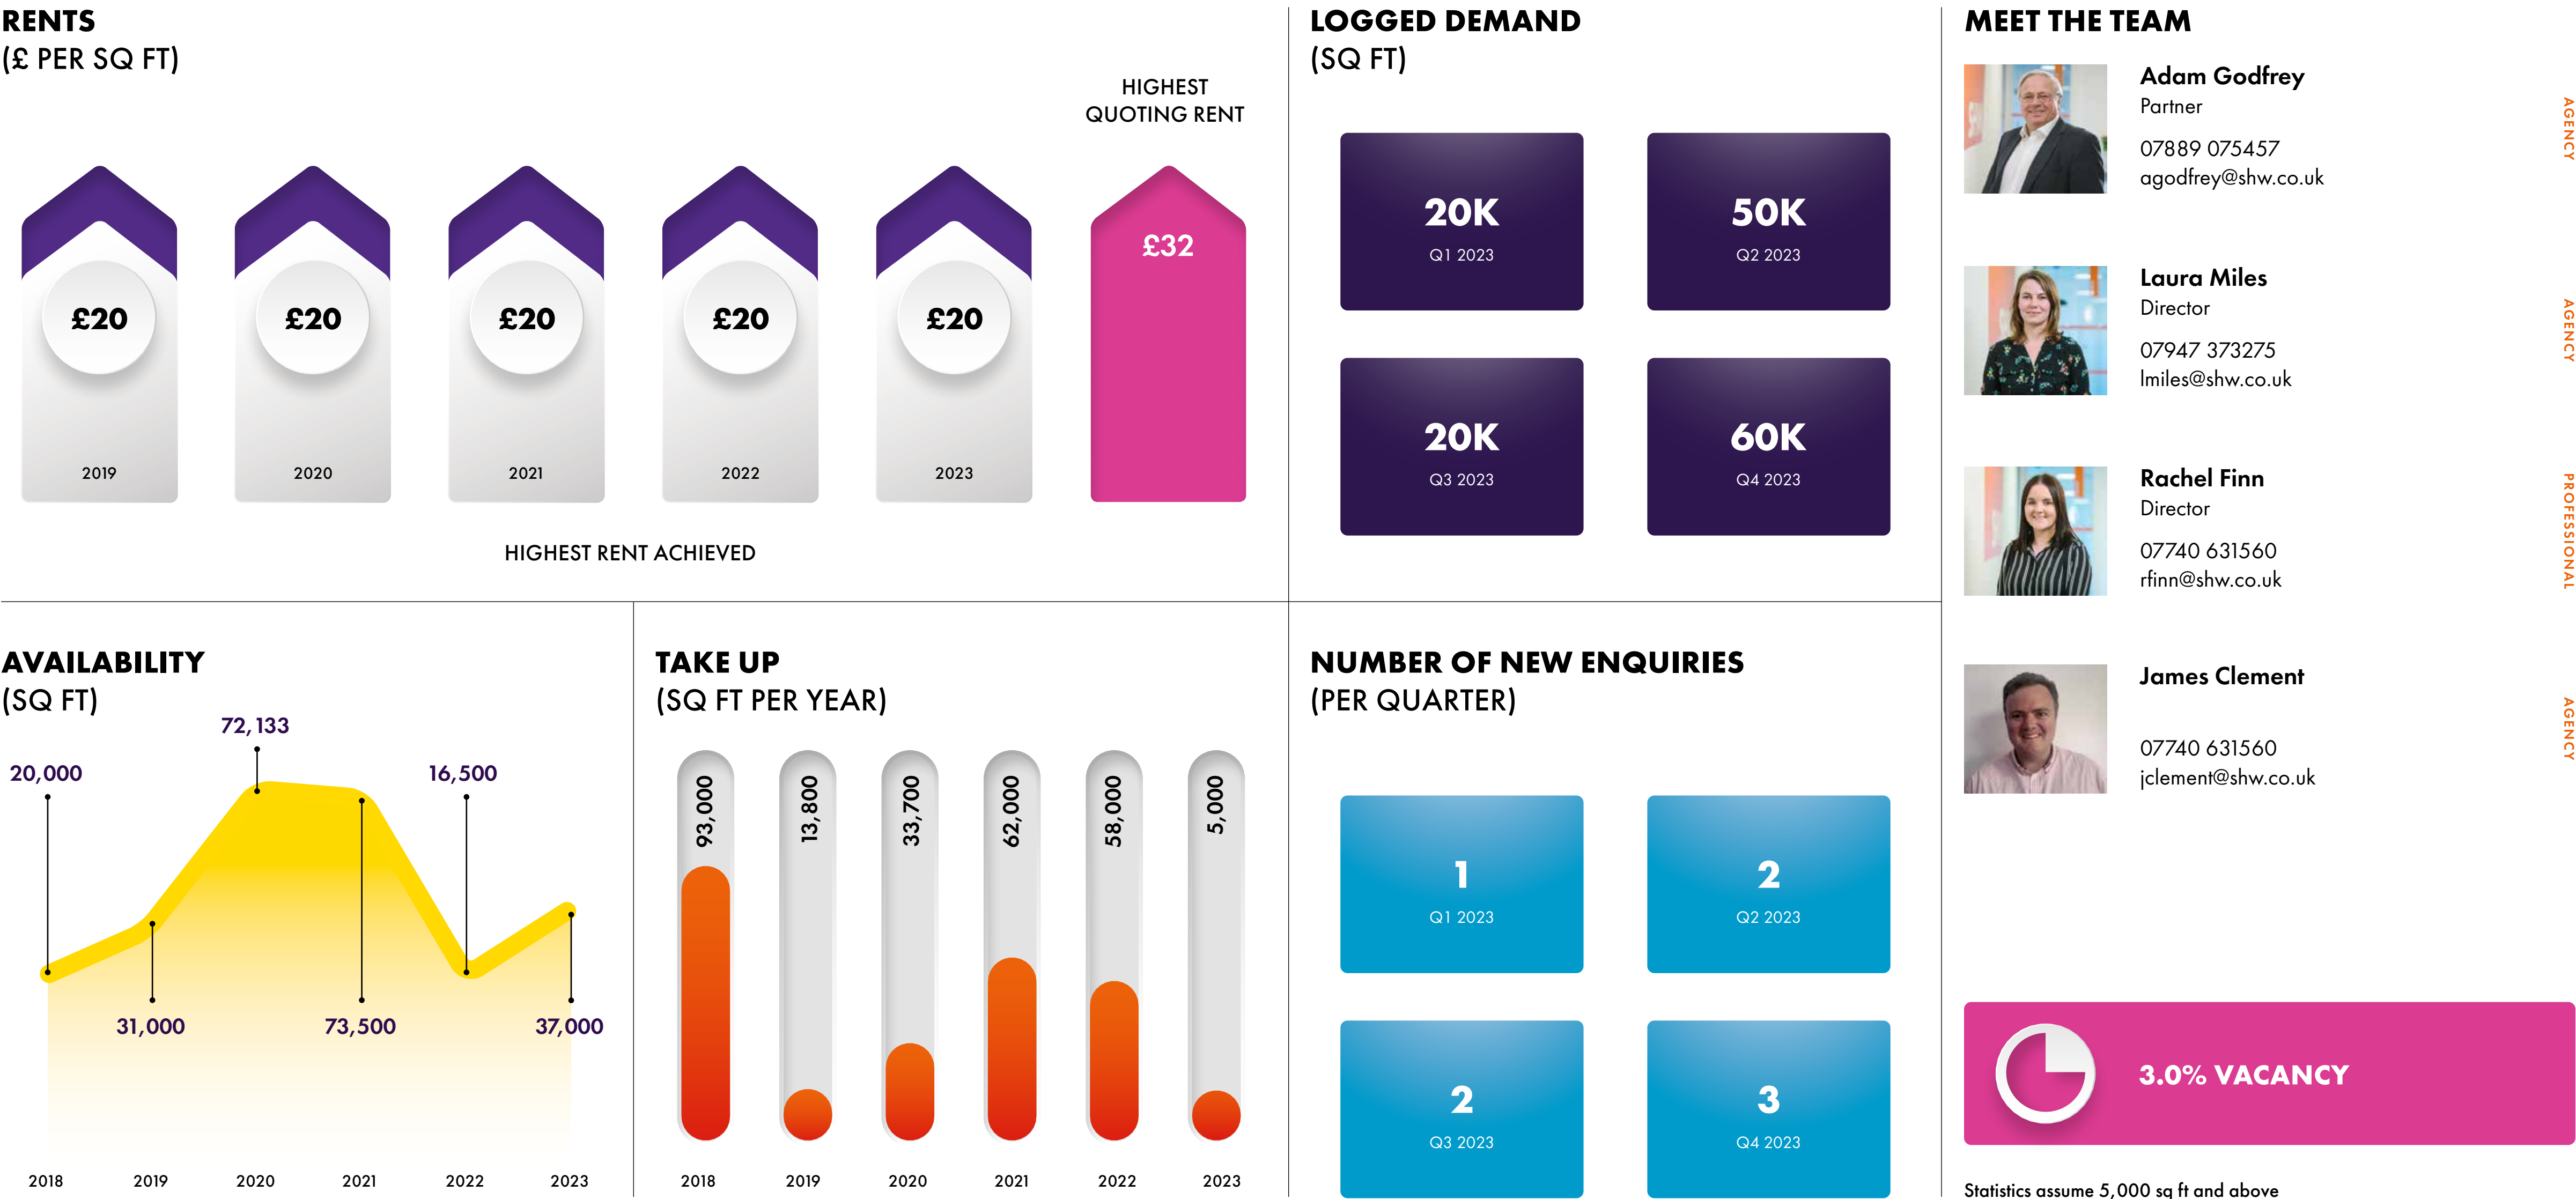 RENTS
(£ PER SQ FT)
HIGHEST
QUOTING RENT
£20
£20
£20
£20
£20
£32
2019
2020
2021
2022
2023
HIGHEST RENT ACHIEVED
LOGGED DEMAND
(SQ FT)
20K
Q1 2023
50K
Q2 2023
20K
Q3 2023
60K
Q4 2023
AVAILABILITY
(SQ FT)
20,000
31,000
72,133
73,500
16,500
37,000
2018
2019
2020
2021
2022
2023
TAKE UP
(SQ FT PER YEAR)
93,000
13,800
33,700
62,000
58,000
5,000
2018
2019
2020
2021
2022
2023
NUMBER OF NEW ENQUIRIES
(PER QUARTER)
1
Q1 2023
2
Q2 2023
2
Q3 2023
3
Q4 2023
MEET THE TEAM
Adam Godfrey
Partner
07889 075457
agodfrey@shw.co.uk
AGENCY
Laura Miles
Director
07947 373275
lmiles@shw.co.uk
AGENCY
Rachel Finn
Director
07740 631560
rfinn@shw.co.uk
PROFESSIONAL
James Clement
07740 631560
jclement@shw.co.uk
AGENCY
3.0% VACANCY
Statistics assume 5,000 sq ft and above